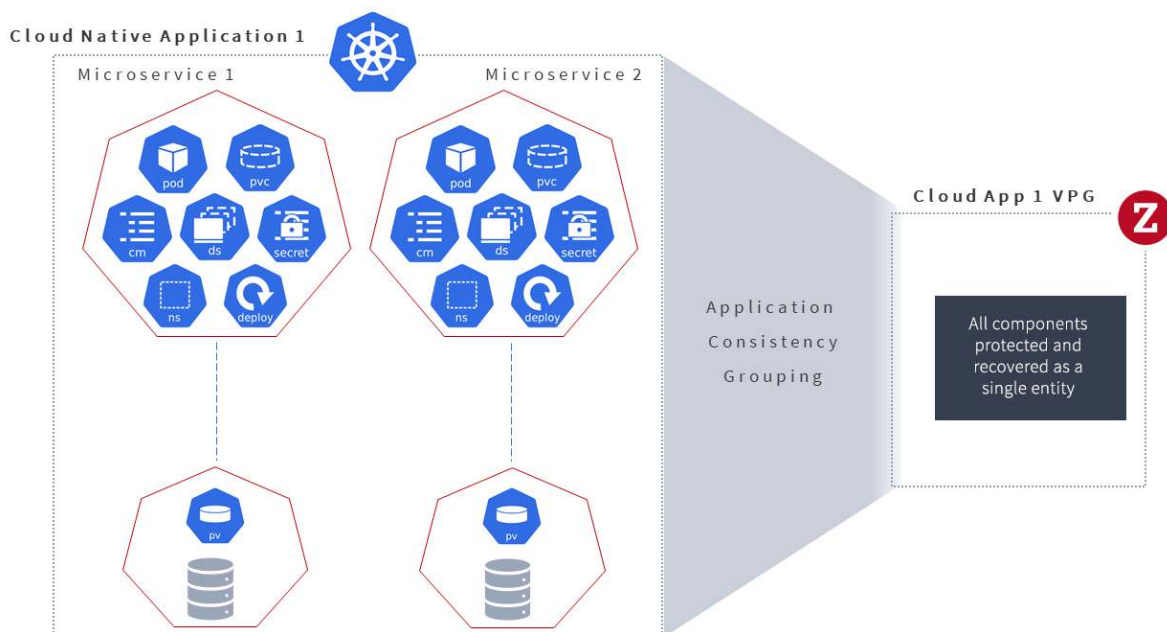 Cloud Native Application 1
Microservice 1
Microservice 2
pod
pvc
cm
ds
secret
ns
deploy
pod
pvc
cm
ds
secret
ns
deploy
pv
pv
Application
Consistency
Grouping
Cloud App 1 VPG
Z
All components
protected and
recovered as a
single entity